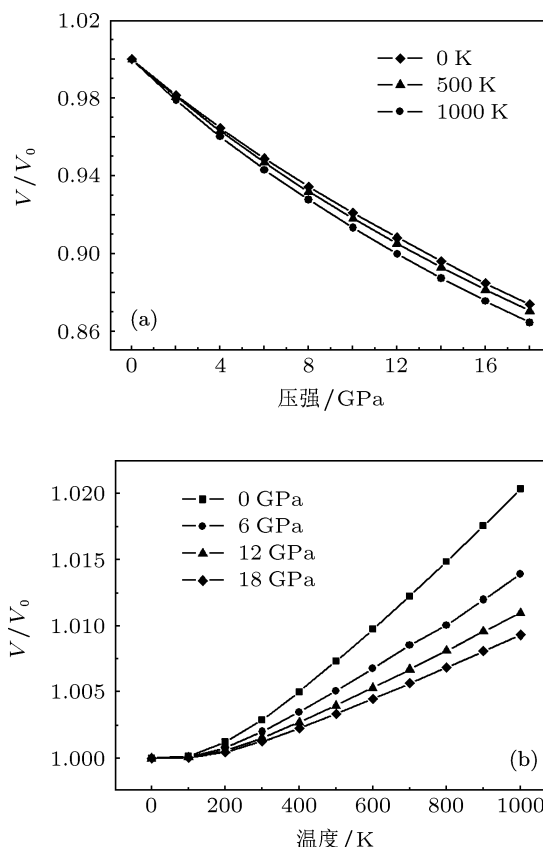 1.02
0.98
0.94
0.90
0.86
V/V₀
0 K
500 K
1000 K
(a)
0 4 8 12 16
压强/GPa
1.020
1.015
1.010
1.005
1.000
V/V₀
0 GPa
6 GPa
12 GPa
18 GPa
(b)
0 200 400 600 800 1000
温度/K